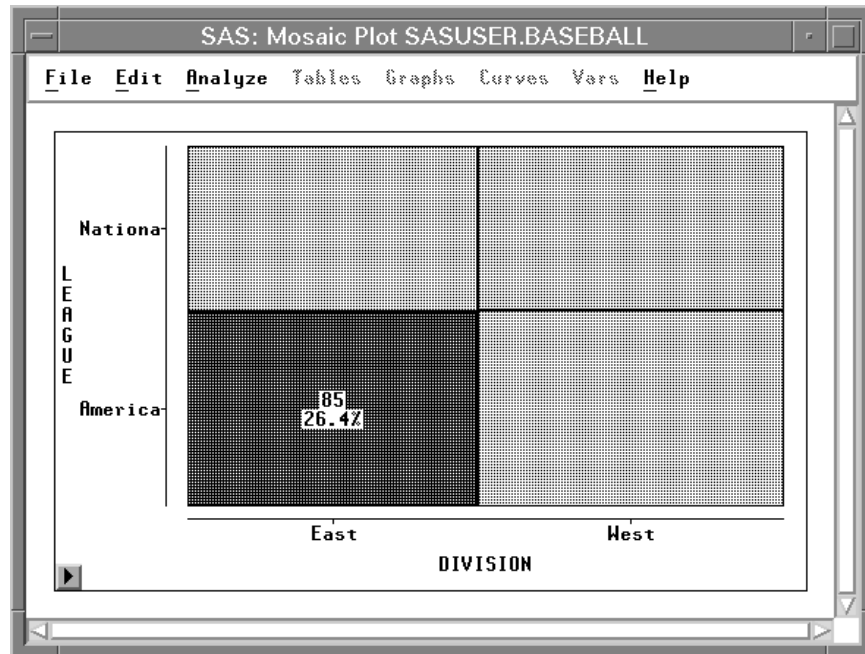 SAS: Mosaic Plot SASUSER.BASEBALL
File Edit Analyze Tables Graphs Curves Vars Help
Nationa
LEAGUE
America
85
26.4%
East West
DIVISION